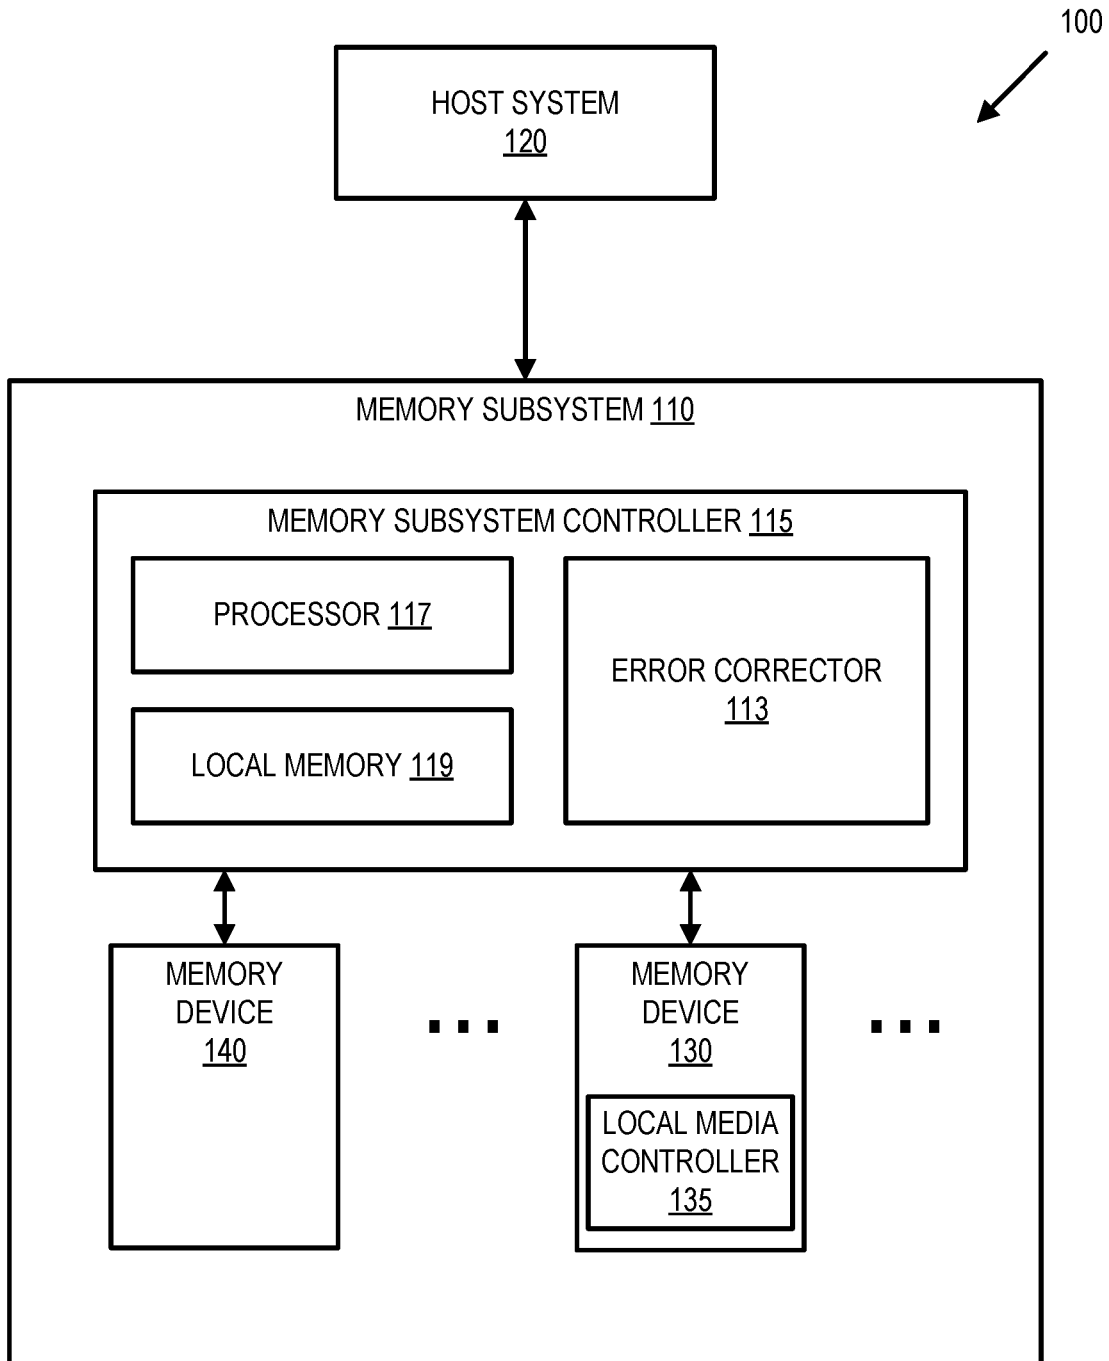 100
HOST SYSTEM
120
MEMORY SUBSYSTEM 110
MEMORY SUBSYSTEM CONTROLLER 115
PROCESSOR 117
ERROR CORRECTOR
113
LOCAL MEMORY 119
MEMORY
DEVICE
140
MEMORY
DEVICE
130
LOCAL MEDIA
CONTROLLER
135